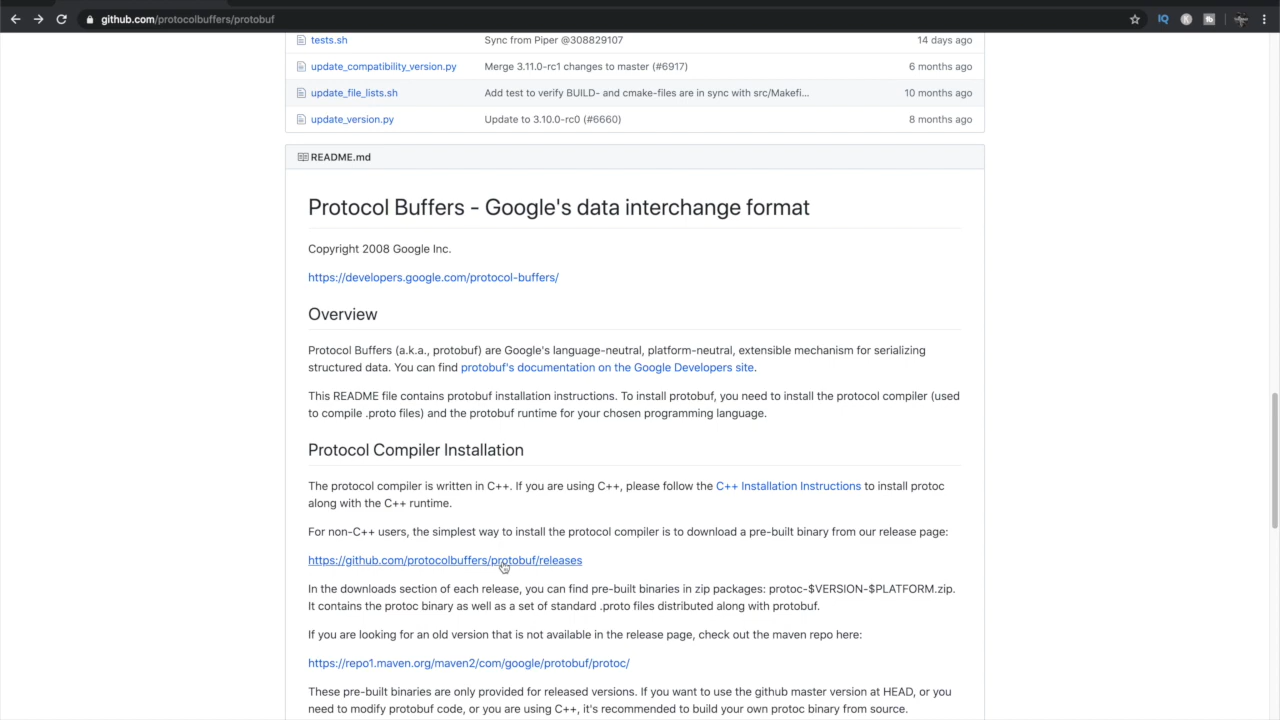 github.com/protocolbuffers/protobuf
IQ
tests.sh Sync from Piper @308829107 14 days ago
update_compatibility_version.py Merge 3.11.0-rc1 changes to master (#6917) 6 months ago
update_file_lists.sh Add test to verify BUILD- and cmake-files are in sync with src/Makefi... 10 months ago
update_version.py Update to 3.10.0-rc0 (#6660) 8 months ago
README.md
Protocol Buffers - Google's data interchange format
Copyright 2008 Google Inc.
https://developers.google.com/protocol-buffers/
Overview
Protocol Buffers (a.k.a., protobuf) are Google's language-neutral, platform-neutral, extensible mechanism for serializing
structured data. You can find protobuf's documentation on the Google Developers site.
This README file contains protobuf installation instructions. To install protobuf, you need to install the protocol compiler (used
to compile .proto files) and the protobuf runtime for your chosen programming language.
Protocol Compiler Installation
The protocol compiler is written in C++. If you are using C++, please follow the C++ Installation Instructions to install protoc
along with the C++ runtime.
For non-C++ users, the simplest way to install the protocol compiler is to download a pre-built binary from our release page:
https://github.com/protocolbuffers/protobuf/releases
In the downloads section of each release, you can find pre-built binaries in zip packages: protoc-$VERSION-$PLATFORM.zip.
It contains the protoc binary as well as a set of standard .proto files distributed along with protobuf.
If you are looking for an old version that is not available in the release page, check out the maven repo here:
https://repo1.maven.org/maven2/com/google/protobuf/protoc/
These pre-built binaries are only provided for released versions. If you want to use the github master version at HEAD, or you
need to modify protobuf code, or you are using C++, it's recommended to build your own protoc binary from source.